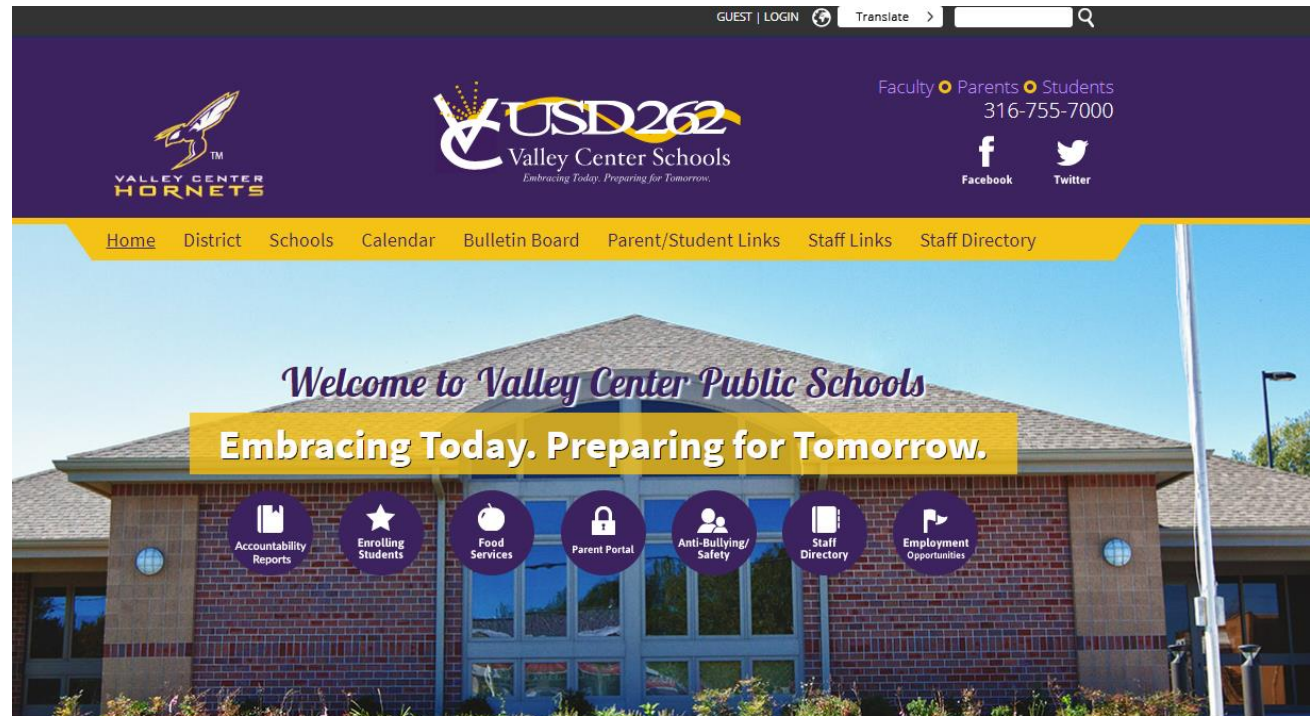 GUEST | LOGIN Translate >
Faculty Parents Students
316-755-7000
Facebook Twitter
TM
VALLEY CENTER
HORNETS
VC USD262
Valley Center Schools
Embracing Today. Preparing for Tomorrow.
Home District Schools Calendar Bulletin Board Parent/Student Links Staff Links Staff Directory
Welcome to Valley Center Public Schools
Embracing Today. Preparing for Tomorrow.
Accountability
Reports
Enrolling
Students
Food
Services
Parent Portal
Anti-Bullying/
Safety
Staff
Directory
Employment
Opportunities